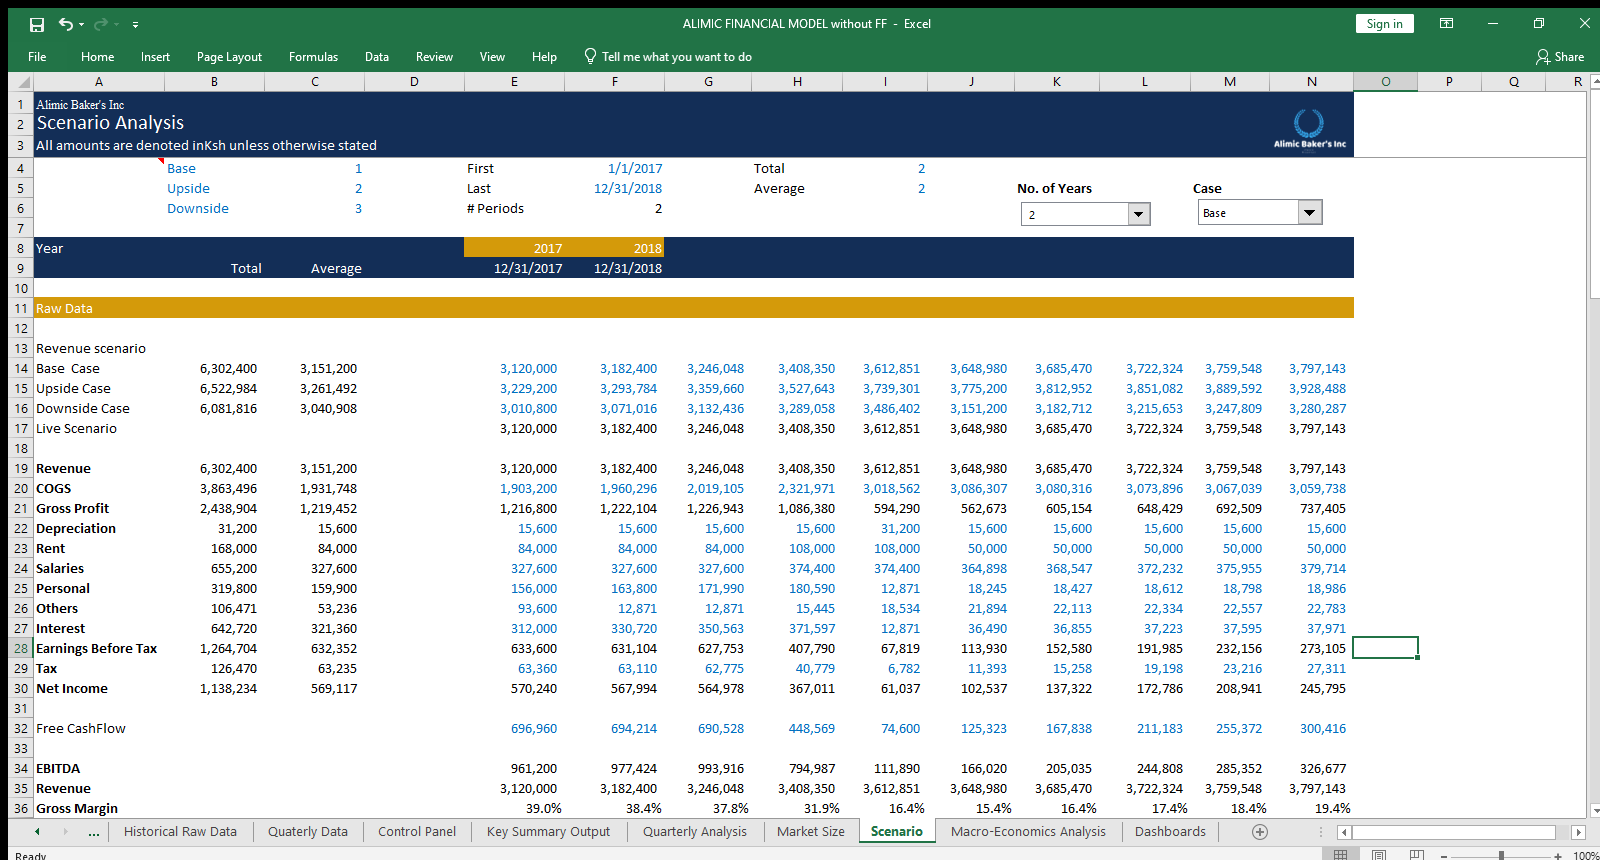 ALIMIC FINANCIAL MODEL without FF - Excel
Sign in
File Home Insert Page Layout Formulas Data Review View Help Tell me what you want to do Share
A B C D E F G H I J K L M N O P Q R
1 Alimic Baker's Inc
2 Scenario Analysis
3 All amounts are denoted inKsh unless otherwise stated
Alimic Baker's Inc
4 Base 1 First 1/1/2017 Total 2
5 Upside 2 Last 12/31/2018 Average 2 No. of Years Case
6 Downside 3 # Periods 2 2 Base
7
8 Year 2017 2018
9 Total Average 12/31/2017 12/31/2018
10
11 Raw Data
12
13 Revenue scenario
14 Base Case 6,302,400 3,151,200 3,120,000 3,182,400 3,246,048 3,408,350 3,612,851 3,648,980 3,685,470 3,722,324 3,759,548 3,797,143
15 Upside Case 6,522,984 3,261,492 3,229,200 3,293,784 3,359,660 3,527,643 3,739,301 3,775,200 3,812,952 3,851,082 3,889,592 3,928,488
16 Downside Case 6,081,816 3,040,908 3,010,800 3,071,016 3,132,436 3,289,058 3,486,402 3,151,200 3,182,712 3,215,653 3,247,809 3,280,287
17 Live Scenario 3,120,000 3,182,400 3,246,048 3,408,350 3,612,851 3,648,980 3,685,470 3,722,324 3,759,548 3,797,143
18
19 Revenue 6,302,400 3,151,200 3,120,000 3,182,400 3,246,048 3,408,350 3,612,851 3,648,980 3,685,470 3,722,324 3,759,548 3,797,143
20 COGS 3,863,496 1,931,748 1,903,200 1,960,296 2,019,105 2,321,971 3,018,562 3,086,307 3,080,316 3,073,896 3,067,039 3,059,738
21 Gross Profit 2,438,904 1,219,452 1,216,800 1,222,104 1,226,943 1,086,380 594,290 562,673 605,154 648,429 692,509 737,405
22 Depreciation 31,200 15,600 15,600 15,600 15,600 15,600 31,200 15,600 15,600 15,600 15,600 15,600
23 Rent 168,000 84,000 84,000 84,000 84,000 108,000 108,000 50,000 50,000 50,000 50,000 50,000
24 Salaries 655,200 327,600 327,600 327,600 327,600 374,400 374,400 364,898 368,547 372,232 375,955 379,714
25 Personal 319,800 159,900 156,000 163,800 171,990 180,590 12,871 18,245 18,427 18,612 18,798 18,986
26 Others 106,471 53,236 93,600 12,871 12,871 15,445 18,534 21,894 22,113 22,334 22,557 22,783
27 Interest 642,720 321,360 312,000 330,720 350,563 371,597 12,871 36,490 36,855 37,223 37,595 37,971
28 Earnings Before Tax 1,264,704 632,352 633,600 631,104 627,753 407,790 67,819 113,930 152,580 191,985 232,156 273,105
29 Tax 126,470 63,235 63,360 63,110 62,775 40,779 6,782 11,393 15,258 19,198 23,216 27,311
30 Net Income 1,138,234 569,117 570,240 567,994 564,978 367,011 61,037 102,537 137,322 172,786 208,941 245,795
31
32 Free CashFlow 696,960 694,214 690,528 448,569 74,600 125,323 167,838 211,183 255,372 300,416
33
34 EBITDA 961,200 977,424 993,916 794,987 111,890 166,020 205,035 244,808 285,352 326,677
35 Revenue 3,120,000 3,182,400 3,246,048 3,408,350 3,612,851 3,648,980 3,685,470 3,722,324 3,759,548 3,797,143
36 Gross Margin 39.0% 38.4% 37.8% 31.9% 16.4% 15.4% 16.4% 17.4% 18.4% 19.4%
... Historical Raw Data Quaterly Data Control Panel Key Summary Output Quarterly Analysis Market Size Scenario Macro-Economics Analysis Dashboards
Ready 100%